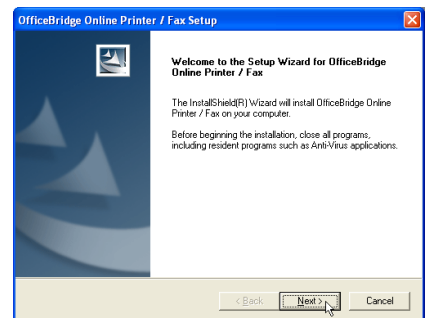 OfficeBridge Online Printer / Fax Setup
Welcome to the Setup Wizard for OfficeBridge
Online Printer / Fax
The InstallShield(R) Wizard will install OfficeBridge Online
Printer / Fax on your computer.
Before beginning the installation, close all programs,
including resident programs such as Anti-Virus applications.
< Back
Next >
Cancel